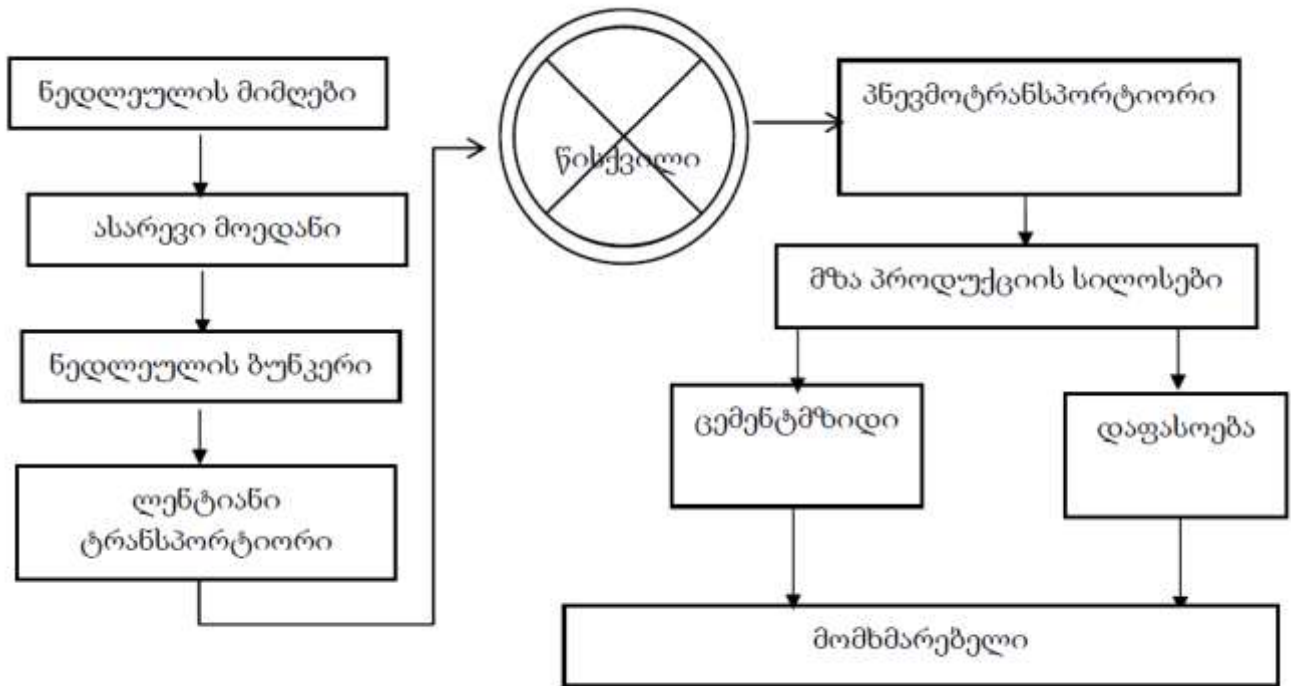 ნედლეულის მიმღები
ასარევი მოედანი
ნედლეულის ბუნკერი
ლენტიანი
ტრანსპორტიორი
წისქვილი
პნევმოტრანსპორტიორი
მზა პროდუქციის სილოსები
ცემენტმზიდი
დაფასოება
მომხმარებელი